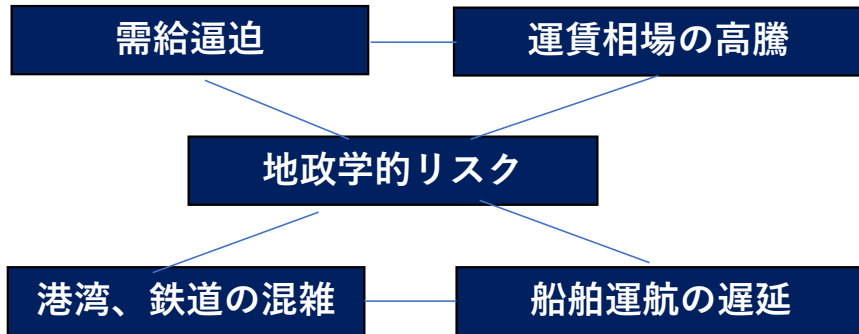 需給逼迫
運賃相場の高騰
地政学的リスク
港湾、鉄道の混雑
船舶運航の遅延